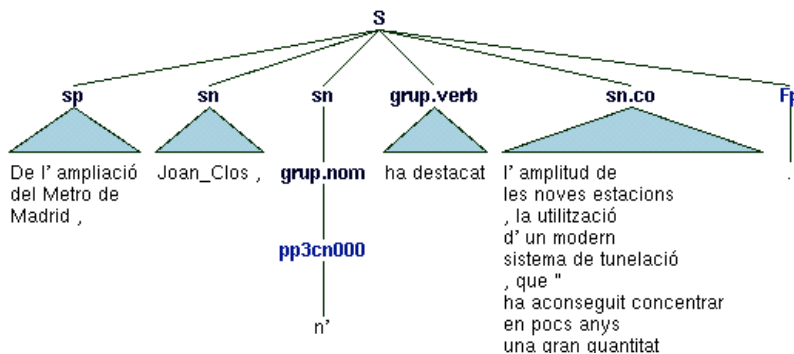 S
sp sn sn grup.verb sn.co Fp
De l' ampliació
del Metro de
Madrid ,
Joan_Clos ,
grup.nom
pp3cn000
n'
ha destacat
l' amplitud de
les noves estacions
, la utilització
d' un modern
sistema de tunelació
, que "
ha aconseguit concentrar
en pocs anys
una gran quantitat
.